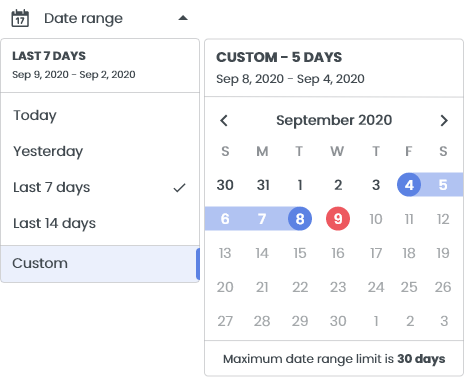 17 Date range
LAST 7 DAYS
Sep 9, 2020 - Sep 2, 2020
Today
Yesterday
Last 7 days
Last 14 days
Custom
CUSTOM - 5 DAYS
Sep 8, 2020 - Sep 4, 2020
September 2020
S M T W T F S
30 31 1 2 3 4 5
6 7 8 9 10 11 12
13 14 15 16 17 18 19
20 21 22 23 24 25 26
27 28 29 30 1 2 3
Maximum date range limit is 30 days